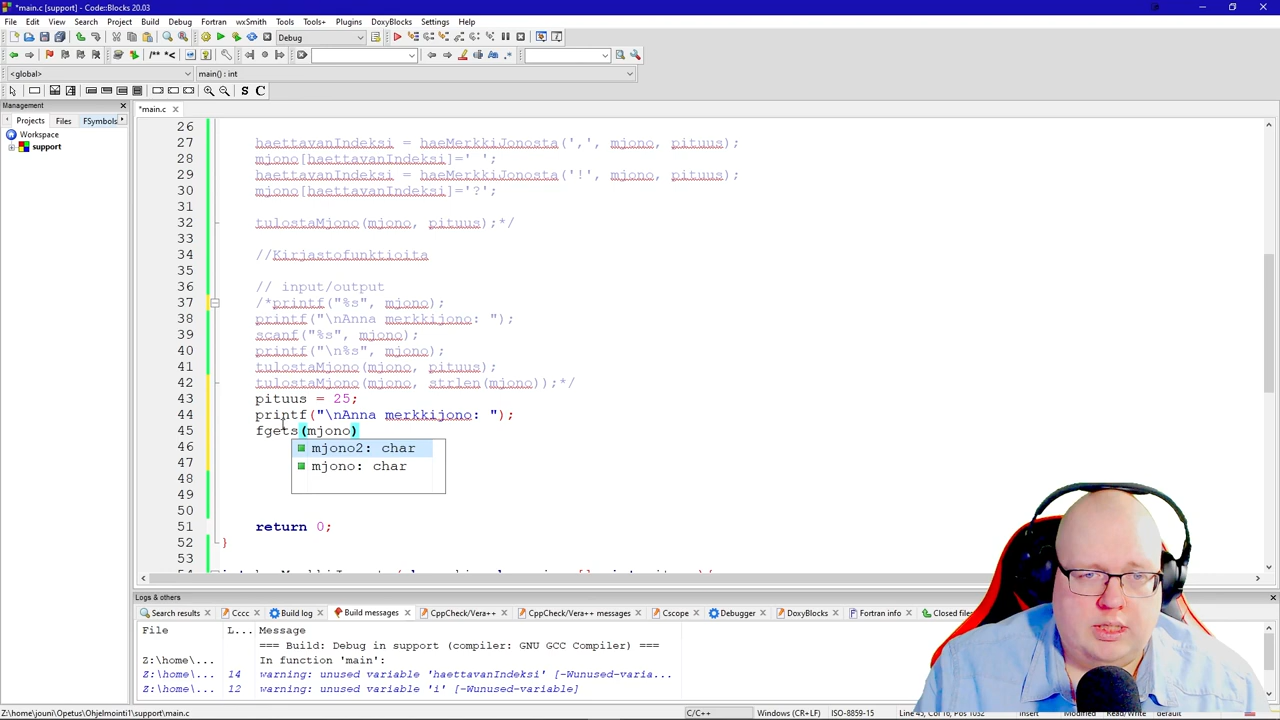 *main.c [support] - Code::Blocks 20.03
File Edit View Search Project Build Debug Fortran wxSmith Tools Tools+ Plugins DoxyBlocks Settings Help
Debug
/** *<
<global> main() : int
S C
Management
Projects Files FSymbols
Workspace
support
*main.c
26
27 haettavanIndeksi = haeMerkkiJonosta(',', mjono, pituus);
28 mjono[haettavanIndeksi]=' ';
29 haettavanIndeksi = haeMerkkiJonosta('!', mjono, pituus);
30 mjono[haettavanIndeksi]='?';
31
32 tulostaMjono(mjono, pituus);*/
33
34 //Kirjastofunktioita
35
36 // input/output
37 /*printf("%s", mjono);
38 printf("\nAnna merkkijono: ");
39 scanf("%s", mjono);
40 printf("\n%s", mjono);
41 tulostaMjono(mjono, pituus);
42 tulostaMjono(mjono, strlen(mjono));*/
43 pituus = 25;
44 printf("\nAnna merkkijono: ");
45 fgets(mjono)
46 mjono2: char
47 mjono: char
48
49
50
51 return 0;
52 }
53
Logs & others
Search results Cccc Build log Build messages CppCheck/Vera++ CppCheck/Vera++ messages Cscope Debugger DoxyBlocks Fortran info Closed files
File L... Message
=== Build: Debug in support (compiler: GNU GCC Compiler) ===
Z:\home\... In function 'main':
Z:\home\... 14 warning: unused variable 'haettavanIndeksi' [-Wunused-varia...
Z:\home\... 12 warning: unused variable 'i' [-Wunused-variable]
Z:\home\jouni\Opetus\Ohjelmointi1\support\main.c C/C++ Windows (CR+LF) ISO-8859-15 Insert Modified Read/Write default